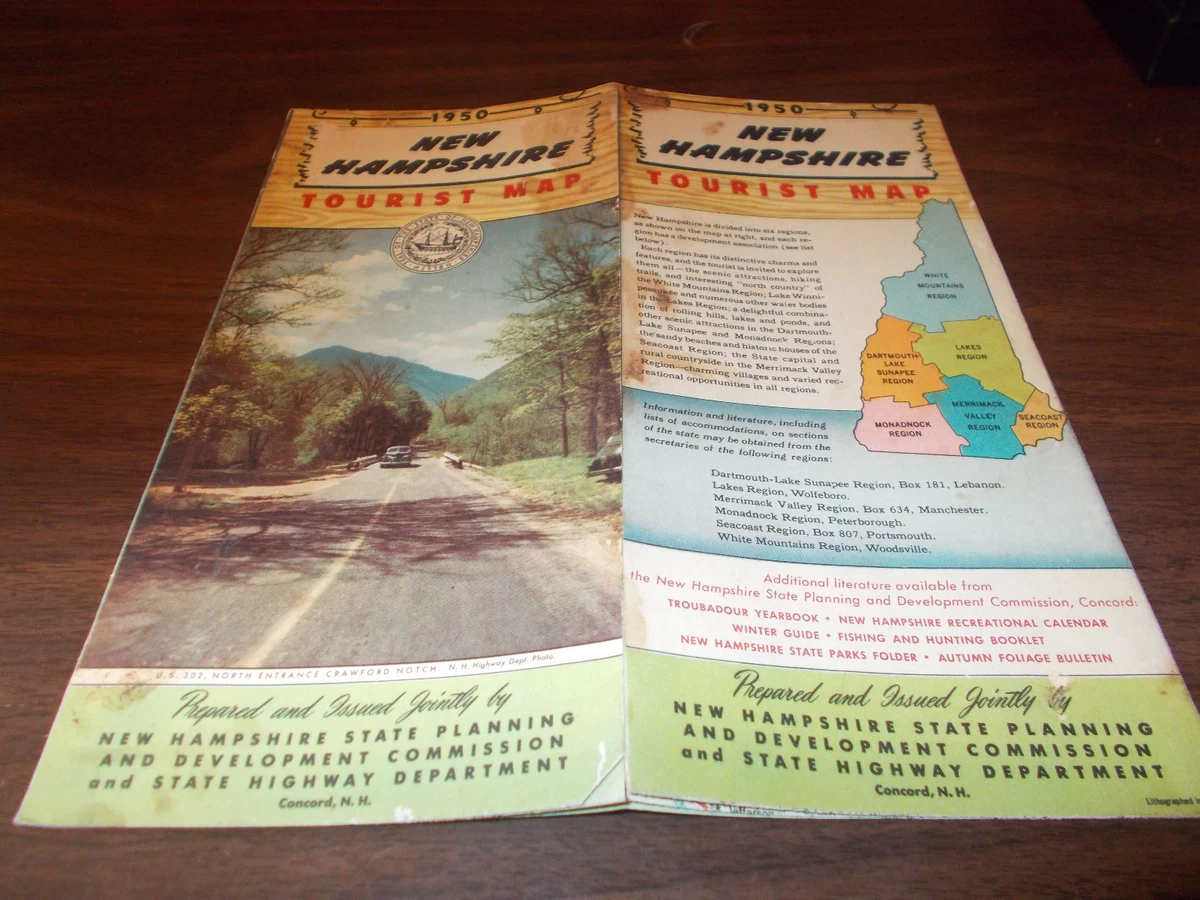 1950
NEW
HAMPSHIRE
TOURIST MAP
U.S. 302, NORTH ENTRANCE CRAWFORD NOTCH. N.H. Highway Dept. Photo.
Prepared and Issued Jointly by
NEW HAMPSHIRE STATE PLANNING
AND DEVELOPMENT COMMISSION
and STATE HIGHWAY DEPARTMENT
Concord, N. H.
1950
NEW
HAMPSHIRE
TOURIST MAP
New Hampshire is divided into six regions,
as shown on the map at right, and each re-
gion has a development association (see list
below).
Each region has its distinctive charms and
features, and the tourist is invited to explore
them all—the scenic attractions, hiking
trails, and interesting "north country" of
the White Mountains Region; Lake Winni-
pesaukee and numerous other water bodies
in the Lakes Region; a delightful combina-
tion of rolling hills, lakes and ponds, and
other scenic attractions in the Dartmouth-
Lake Sunapee and Monadnock Regions;
the sandy beaches and historic houses of the
Seacoast Region; the State capital and
rural countryside in the Merrimack Valley
Region—charming villages and varied rec-
reational opportunities in all regions.
WHITE
MOUNTAINS
REGION
LAKES
REGION
DARTMOUTH-
LAKE
SUNAPEE
REGION
MERRIMACK
VALLEY
REGION
SEACOAST
REGION
MONADNOCK
REGION
Information and literature, including
lists of accommodations, on sections
of the state may be obtained from the
secretaries of the following regions:
Dartmouth-Lake Sunapee Region, Box 181, Lebanon.
Lakes Region, Wolfeboro.
Merrimack Valley Region, Box 634, Manchester.
Monadnock Region, Peterborough.
Seacoast Region, Box 807, Portsmouth.
White Mountains Region, Woodsville.
Additional literature available from
the New Hampshire State Planning and Development Commission, Concord:
TROUBADOUR YEARBOOK • NEW HAMPSHIRE RECREATIONAL CALENDAR
WINTER GUIDE • FISHING AND HUNTING BOOKLET
NEW HAMPSHIRE STATE PARKS FOLDER • AUTUMN FOLIAGE BULLETIN
Prepared and Issued Jointly by
NEW HAMPSHIRE STATE PLANNING
AND DEVELOPMENT COMMISSION
and STATE HIGHWAY DEPARTMENT
Concord, N. H.
Lithographed in
Jefferson